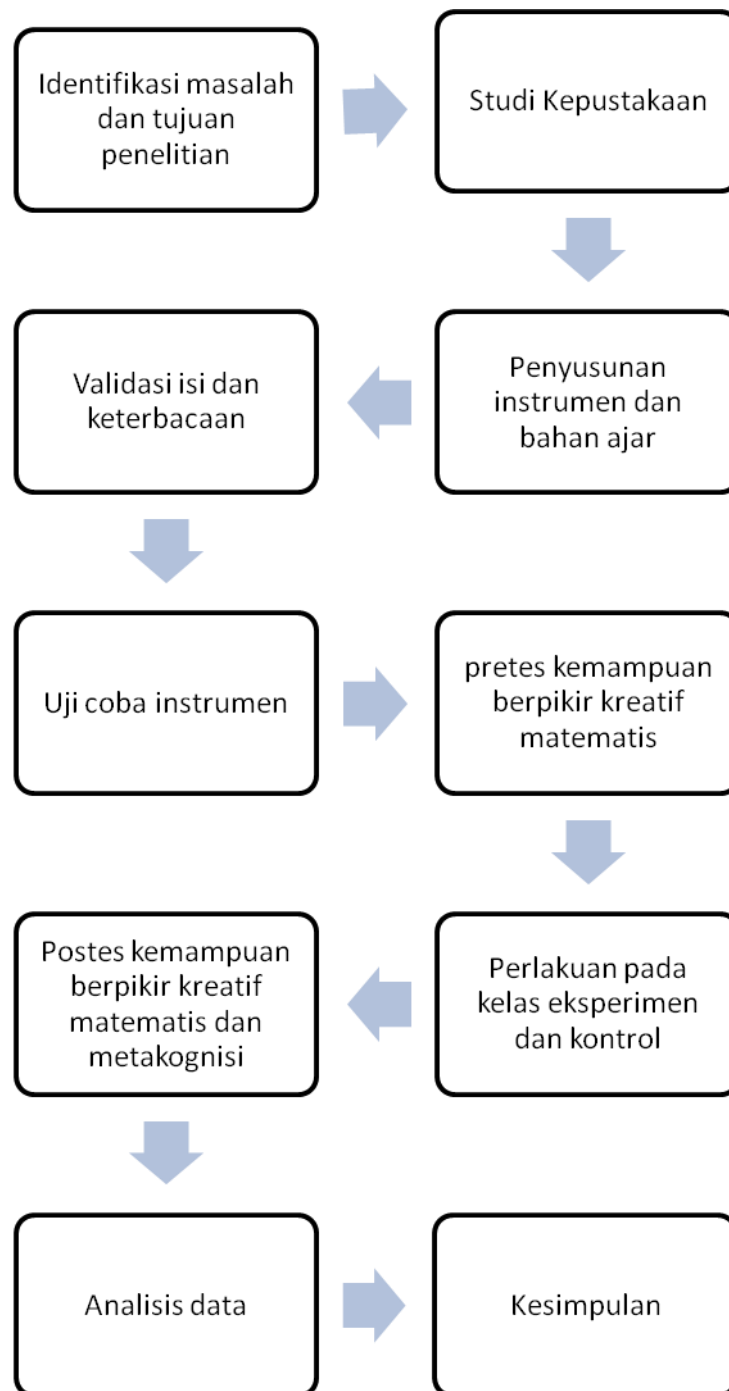 Identifikasi masalah
dan tujuan
penelitian
Studi Kepustakaan
Penyusunan
instrumen dan
bahan ajar
Validasi isi dan
keterbacaan
Uji coba instrumen
pretes kemampuan
berpikir kreatif
matematis
Perlakuan pada
kelas eksperimen
dan kontrol
Postes kemampuan
berpikir kreatif
matematis dan
metakognisi
Analisis data
Kesimpulan